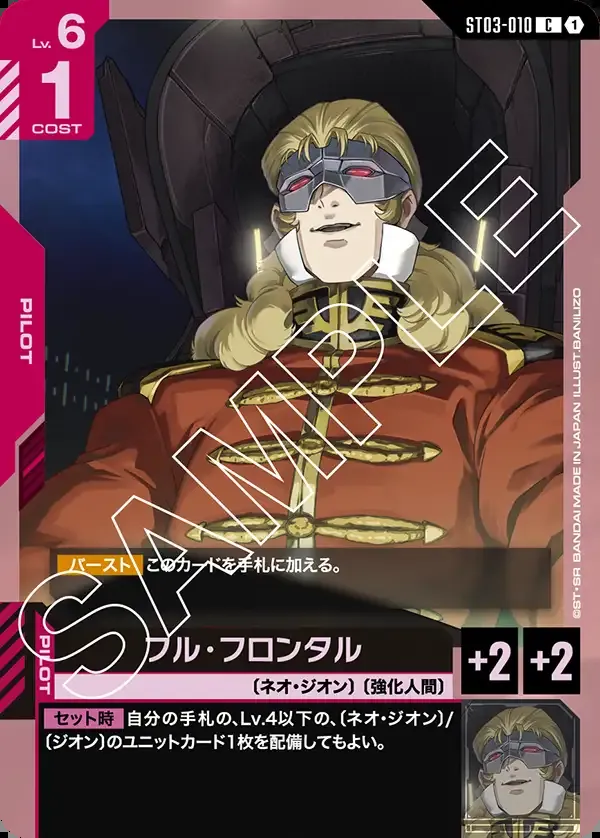 Lv. 6
ST03-010 C 1
1
COST
PILOT
SAMPLE
©ST・SR BANDAI MADE IN JAPAN ILLUST.BANILIZO
バースト このカードを手札に加える。
PILOT
フル・フロンタル
+2 +2
〔ネオ・ジオン〕〔強化人間〕
セット時 自分の手札の、Lv.4以下の、〔ネオ・ジオン〕/
〔ジオン〕のユニットカード1枚を配備してもよい。